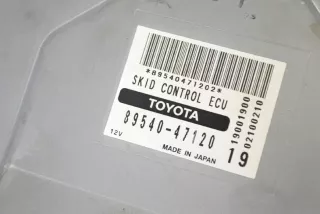 *89540471202*
SKID CONTROL ECU
TOYOTA
89540-47120
12V
MADE IN JAPAN
19
19001900
02100210